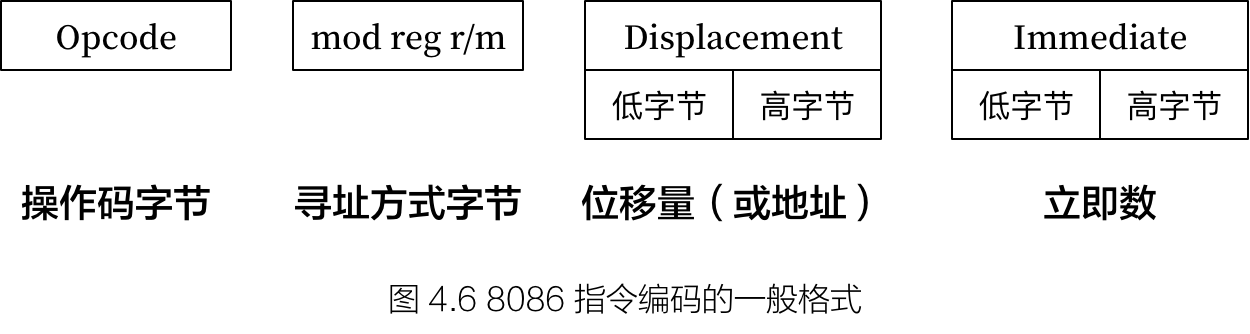 Opcode mod reg r/m Displacement Immediate
低字节 高字节 低字节 高字节
操作码字节 寻址方式字节 位移量（或地址） 立即数
图 4.6 8086 指令编码的一般格式